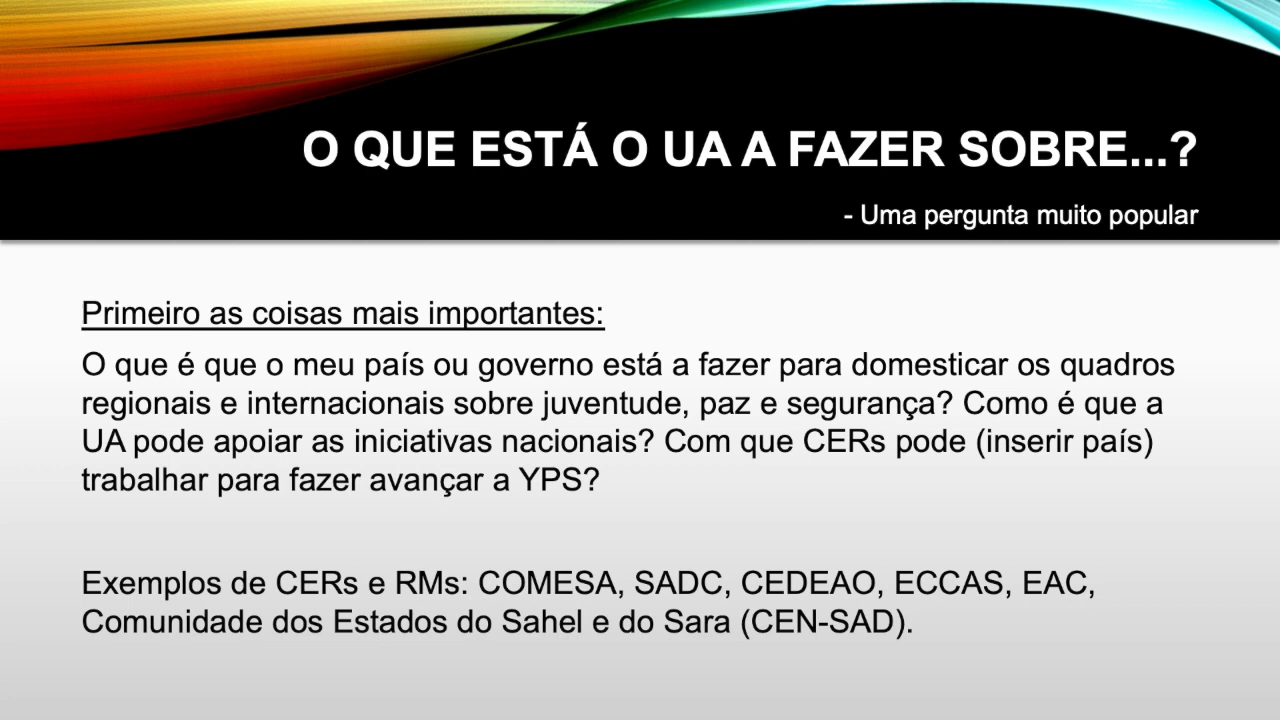 O QUE ESTÁ O UA A FAZER SOBRE...?
- Uma pergunta muito popular
Primeiro as coisas mais importantes:
O que é que o meu país ou governo está a fazer para domesticar os quadros
regionais e internacionais sobre juventude, paz e segurança? Como é que a
UA pode apoiar as iniciativas nacionais? Com que CERs pode (inserir país)
trabalhar para fazer avançar a YPS?
Exemplos de CERs e RMs: COMESA, SADC, CEDEAO, ECCAS, EAC,
Comunidade dos Estados do Sahel e do Sara (CEN-SAD).